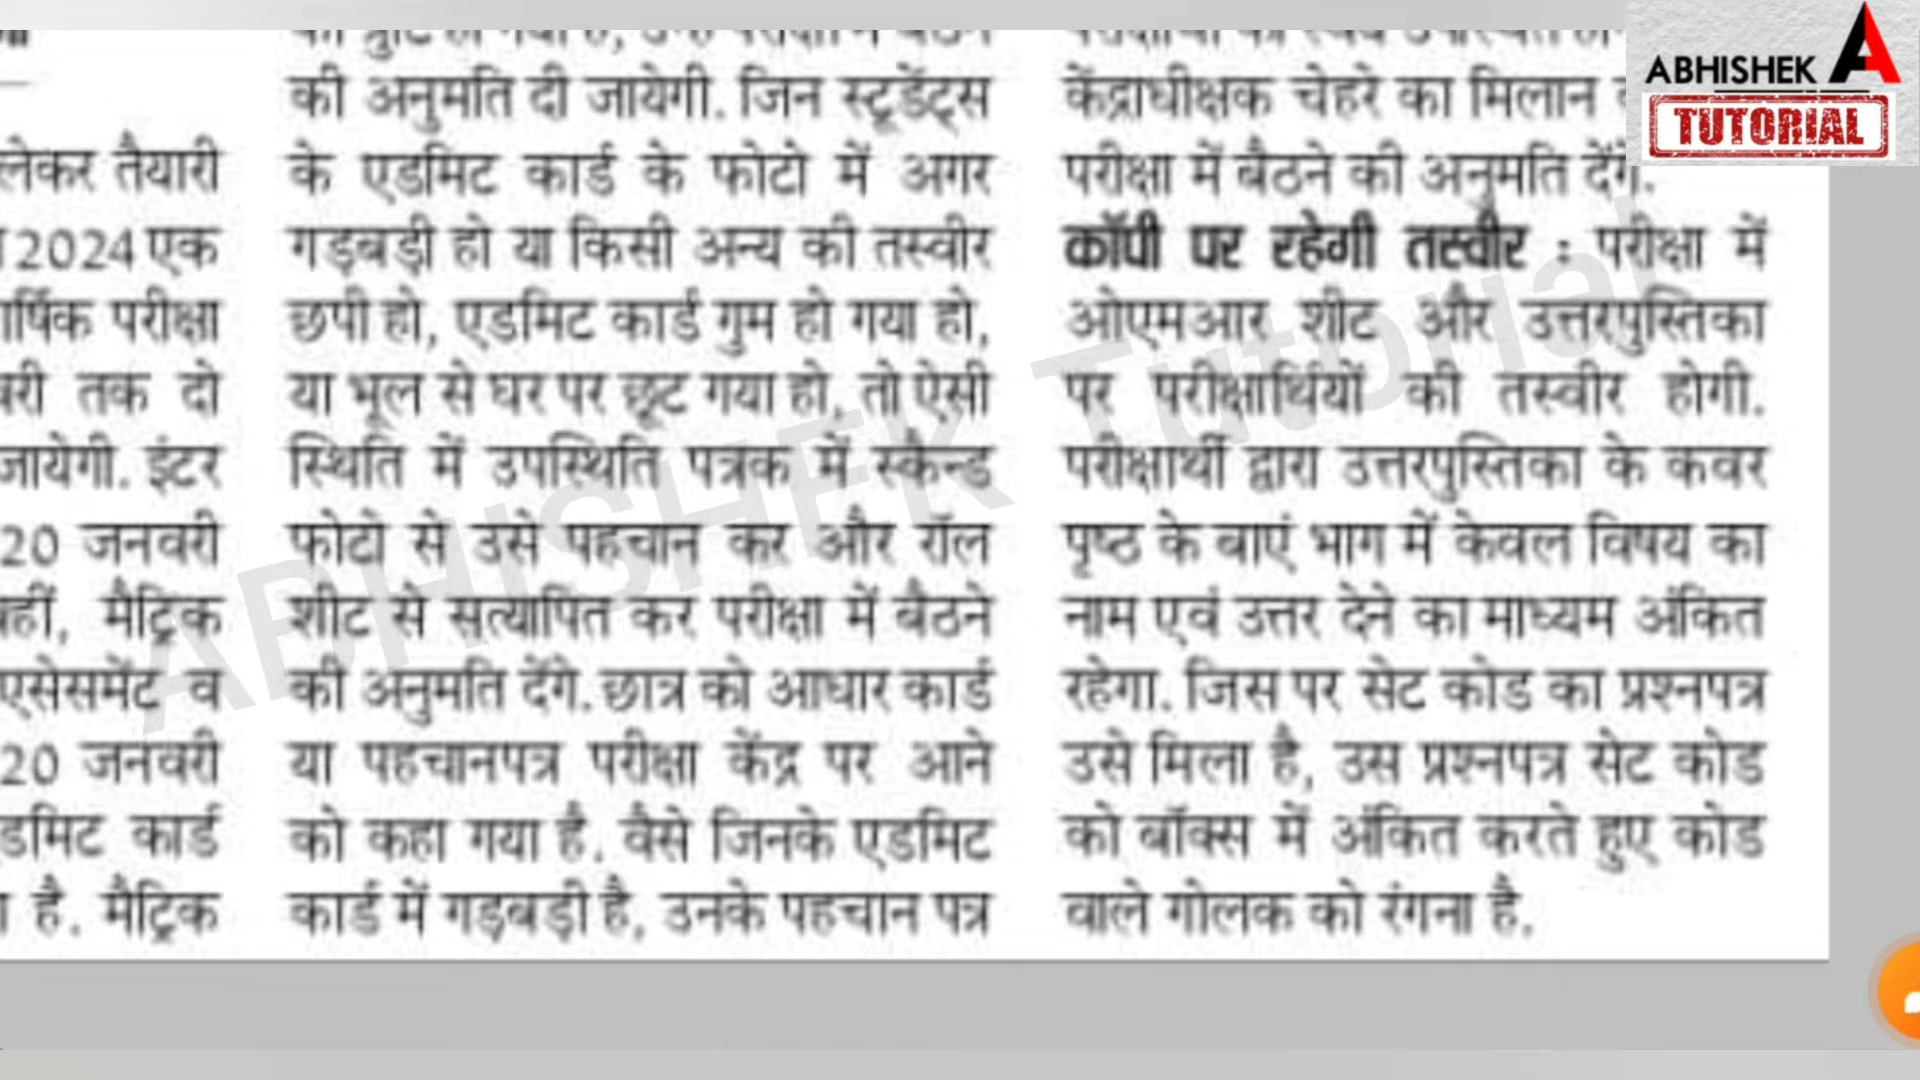 लेकर तैयारी
2024 एक
परीक्षा
तक दो
जायेगी. इंटर
20 जनवरी
मैट्रिक
एसेसमेंट व
20 जनवरी
कार्ड
है. मैट्रिक
की अनुमति दी जायेगी. जिन स्टूडेंट्स
के एडमिट कार्ड के फोटो में अगर
गड़बड़ी हो या किसी अन्य की तस्वीर
छपी हो, एडमिट कार्ड गुम हो गया हो,
या भूल से घर पर छूट गया हो, तो ऐसी
स्थिति में उपस्थिति पत्रक में स्कैन्ड
फोटो से उसे पहचान कर और रॉल
शीट से सत्यापित कर परीक्षा में बैठने
की अनुमति देंगे. छात्र को आधार कार्ड
या पहचानपत्र परीक्षा केंद्र पर आने
को कहा गया है. वैसे जिनके एडमिट
कार्ड में गड़बड़ी है, उनके पहचान पत्र
केंद्राधीक्षक चेहरे का मिलान
परीक्षा में बैठने की अनुमति देंगे.
कॉपी पर रहेगी तस्वीर : परीक्षा में
ओएमआर शीट और उत्तरपुस्तिका
पर परीक्षार्थियों की तस्वीर होगी.
परीक्षार्थी द्वारा उत्तरपुस्तिका के कवर
पृष्ठ के बाएं भाग में केवल विषय का
नाम एवं उत्तर देने का माध्यम अंकित
रहेगा. जिस पर सेट कोड का प्रश्नपत्र
उसे मिला है, उस प्रश्नपत्र सेट कोड
को बॉक्स में अंकित करते हुए कोड
वाले गोलक को रंगना है.
ABHISHEK Tutorial
ABHISHEK
TUTORIAL